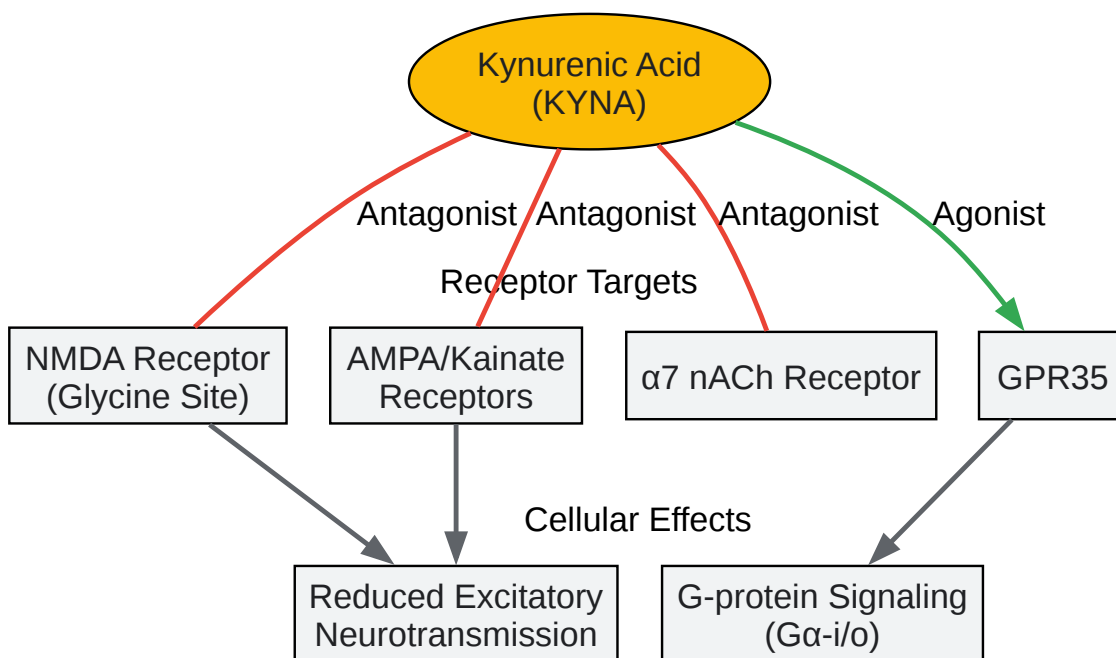 Kynurenic Acid
(KYNA)
Antagonist
Antagonist
Antagonist
Agonist
Receptor Targets
NMDA Receptor
(Glycine Site)
AMPA/Kainate
Receptors
α7 nACh Receptor
GPR35
Cellular Effects
Reduced Excitatory
Neurotransmission
G-protein Signaling
(Gα-i/o)